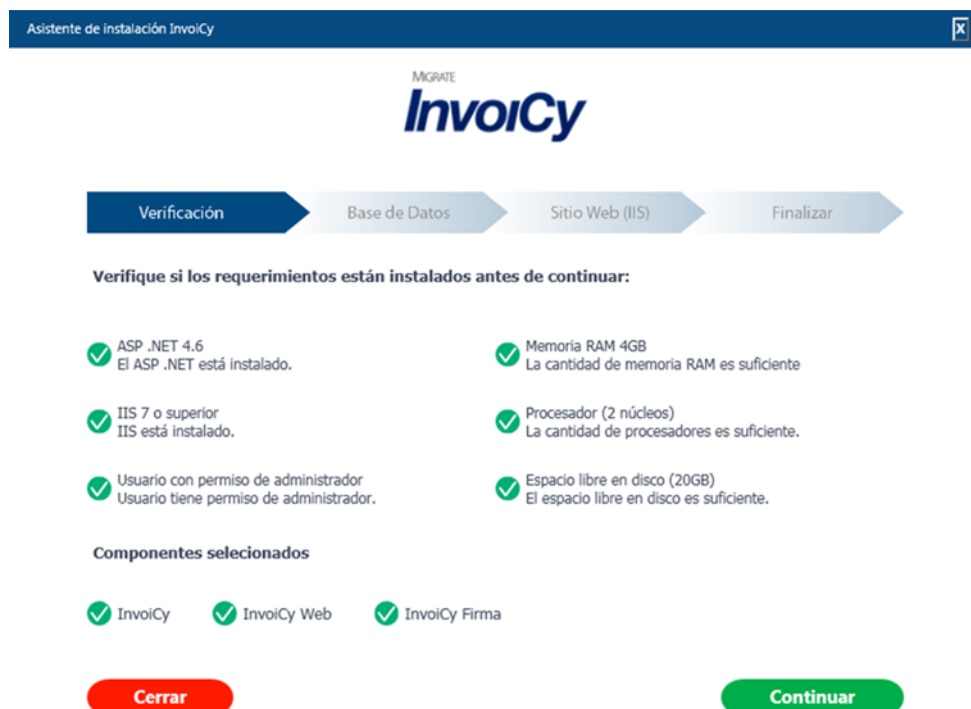 Asistente de instalación InvoiCy
X
MIGRATE
InvoiCy
Verificación
Base de Datos
Sitio Web (IIS)
Finalizar
Verifique si los requerimientos están instalados antes de continuar:
ASP .NET 4.6
El ASP .NET está instalado.
Memoria RAM 4GB
La cantidad de memoria RAM es suficiente
IIS 7 o superior
IIS está instalado.
Procesador (2 núcleos)
La cantidad de procesadores es suficiente.
Usuario con permiso de administrador
Usuario tiene permiso de administrador.
Espacio libre en disco (20GB)
El espacio libre en disco es suficiente.
Componentes selecionados
InvoiCy
InvoiCy Web
InvoiCy Firma
Cerrar
Continuar